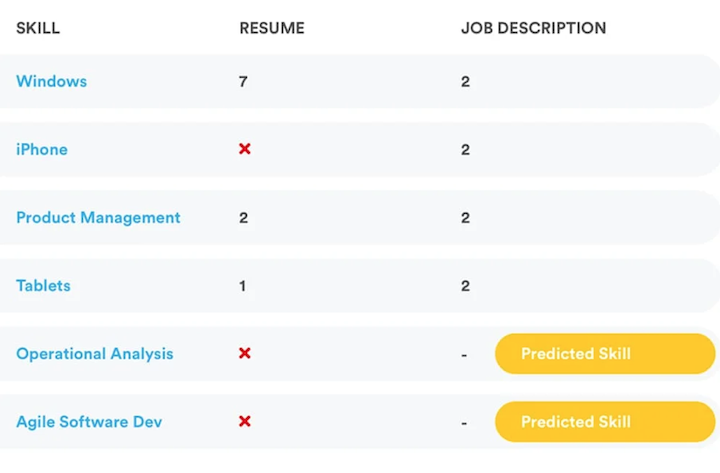 SKILL RESUME JOB DESCRIPTION
Windows 7 2
iPhone ✖ 2
Product Management 2 2
Tablets 1 2
Operational Analysis ✖ - Predicted Skill
Agile Software Dev ✖ - Predicted Skill